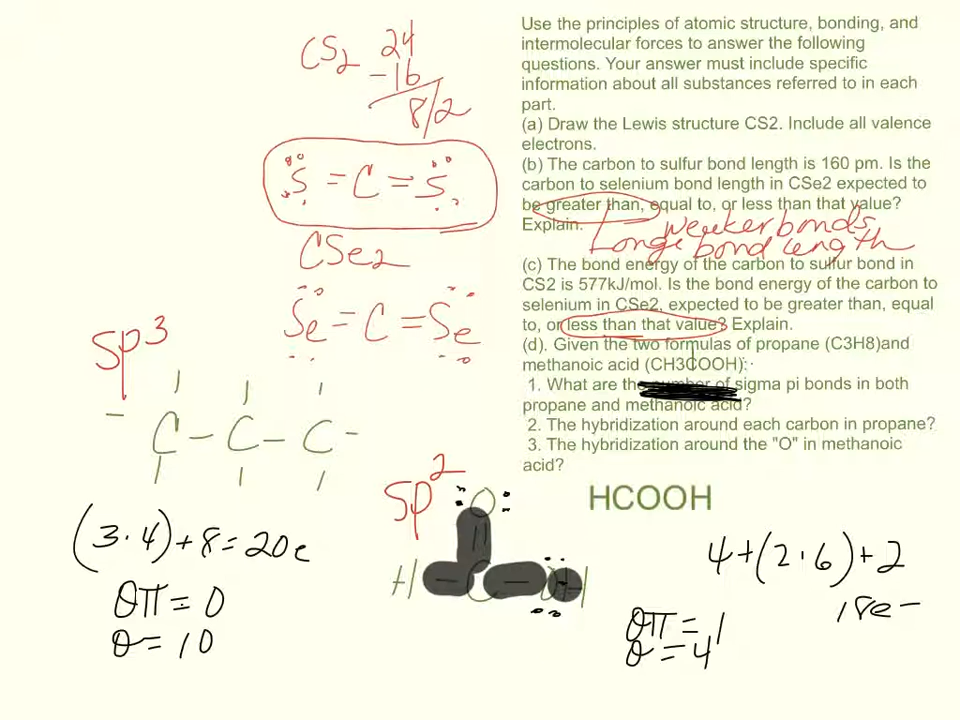 CS2 24
-16
8/2
S = C = S
CSe2
Se = C = Se
Sp3
- C - C - C -
(3·4)+8=20e
θπ = 0
θ = 10
Use the principles of atomic structure, bonding, and
intermolecular forces to answer the following
questions. Your answer must include specific
information about all substances referred to in each
part.
(a) Draw the Lewis structure CS2. Include all valence
electrons.
(b) The carbon to sulfur bond length is 160 pm. Is the
carbon to selenium bond length in CSe2 expected to
be greater than, equal to, or less than that value?
Explain.
weaker bonds
Longe bond length
(c) The bond energy of the carbon to sulfur bond in
CS2 is 577kJ/mol. Is the bond energy of the carbon to
selenium in CSe2, expected to be greater than, equal
to, or less than that value? Explain.
(d). Given the two formulas of propane (C3H8)and
methanoic acid (CH3COOH):
1. What are the number of sigma pi bonds in both
propane and methanoic acid?
2. The hybridization around each carbon in propane?
3. The hybridization around the "O" in methanoic
acid?
HCOOH
Sp2
O
H - C - OH
4+(2·6)+2
18e-
θπ = 1
θ = 4